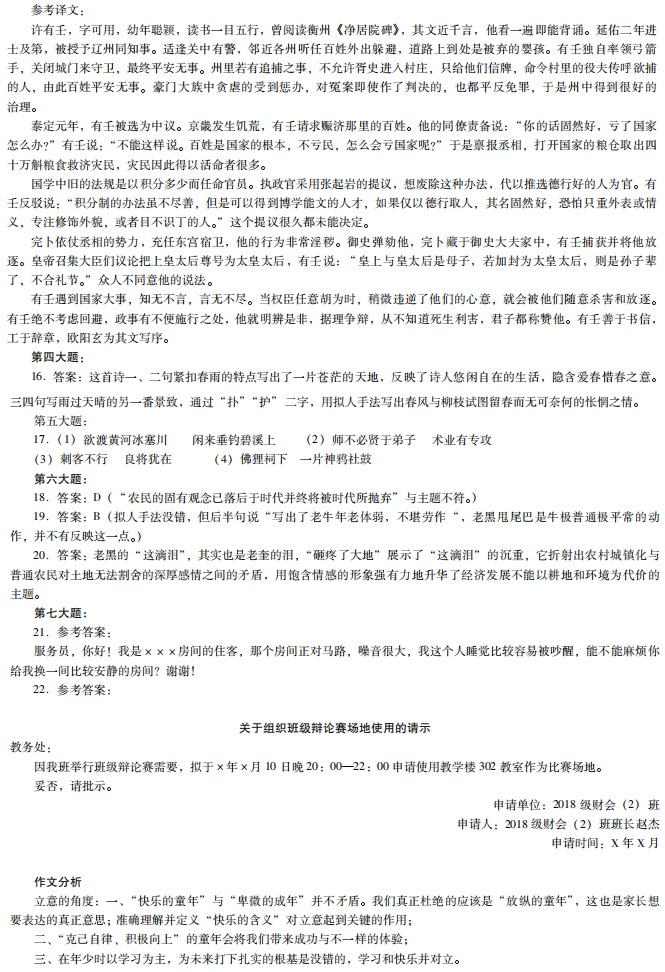 参考译文：
许有壬，字可用，幼年聪颖，读书一目五行，曾阅读衡州《净居院碑》，其文近千言，他看一遍即能背诵。延佑二年进
士及第，被授予辽州同知事。适逢关中有警，邻近各州听任百姓外出躲避，道路上到处是被弃的婴孩。有壬独自率领弓箭
手，关闭城门来守卫，最终平安无事。州里若有追捕之事，不允许胥史进入村庄，只给他们信牌，命令村里的役夫传呼欲捕
的人，由此百姓平安无事。豪门大族中贪虐的受到惩办，对冤案即使作了判决的，也都平反免罪，于是州中得到很好的
治理。
泰定元年，有壬被选为中议。京畿发生饥荒，有壬请求赈济那里的百姓。他的同僚责备说：“你的话固然好，亏了国家
怎么办？”有壬说：“不能这样说。百姓是国家的根本，不亏民，怎么会亏国家呢？”于是禀报丞相，打开国家的粮仓取出四
十万斛粮食救济灾民，灾民因此得以活命者很多。
国学中旧的法规是以积分多少而任命官员。执政官采用张起岩的提议，想废除这种办法，代以推选德行好的人为官。有
壬反驳说：“积分制的办法虽不尽善，但是可以得到博学能文的人才，如果仅以德行取人，其名固然好，恐怕只重外表或情
义，专注修饰外貌，或者目不识丁的人。”这个提议很久都未能决定。
完卜依仗丞相的势力，充任东宫宿卫，他的行为非常淫秽。御史弹劾他，完卜藏于御史大夫家中，有壬捕获并将他放
逐。皇帝召集大臣们议论把上皇太后尊号为太皇太后，有壬说：“皇上与皇太后是母子，若加封为太皇太后，则是孙子辈
了，不合礼节。”众人不同意他的说法。
有壬遇到国家大事，知无不言，言无不尽。当权臣任意胡为时，稍微违逆了他们的心意，就会被他们随意杀害和放逐。
有壬绝不考虑回避，政事有不便施行之处，他就明辨是非，据理争辩，从不知道死生利害，君子都称赞他。有壬善于书信，
工于辞章，欧阳玄为其文写序。
第四大题：
16．答案：这首诗一、二句紧扣春雨的特点写出了一片苍茫的天地，反映了诗人悠闲自在的生活，隐含爱春惜春之意。
三四句写雨过天晴的另一番景致，通过“扑”“护”二字，用拟人手法写出春风与柳枝试图留春而无可奈何的怅惘之情。
第五大题：
17．（1）欲渡黄河冰塞川 闲来垂钓碧溪上 （2）师不必贤于弟子 术业有专攻
（3）刺客不行 良将犹在 （4）佛狸祠下 一片神鸦社鼓
第六大题：
18．答案：D（“农民的固有观念已落后于时代并终将被时代所抛弃”与主题不符。）
19．答案：B（拟人手法没错，但后半句说“写出了老牛年老体弱，不堪劳作“，老黑甩尾巴是牛极普通极平常的动
作，并不有反映这一点。）
20．答案：老黑的“这滴泪”，其实也是老奎的泪，“砸疼了大地”展示了“这滴泪”的沉重，它折射出农村城镇化与
普通农民对土地无法割舍的深厚感情之间的矛盾，用饱含情感的形象强有力地升华了经济发展不能以耕地和环境为代价的
主题。
第七大题：
21．参考答案：
服务员，你好！我是×××房间的住客，那个房间正对马路，噪音很大，我这个人睡觉比较容易被吵醒，能不能麻烦你
给我换一间比较安静的房间？谢谢！
22．参考答案：
关于组织班级辩论赛场地使用的请示
教务处：
因我班举行班级辩论赛需要，拟于×年×月10日晚20：00—22：00申请使用教学楼302教室作为比赛场地。
妥否，请批示。
申请单位：2018级财会（2）班
申请人：2018级财会（2）班班长赵杰
申请时间：X年X月
作文分析
立意的角度：一、“快乐的童年”与“卑微的成年”并不矛盾。我们真正杜绝的应该是“放纵的童年”，这也是家长想
要表达的真正意思；准确理解并定义“快乐的含义”对立意起到关键的作用；
二、“克己自律、积极向上”的童年会将我们带来成功与不一样的体验；
三、在年少时以学习为主，为未来打下扎实的根基是没错的，学习和快乐并对立。